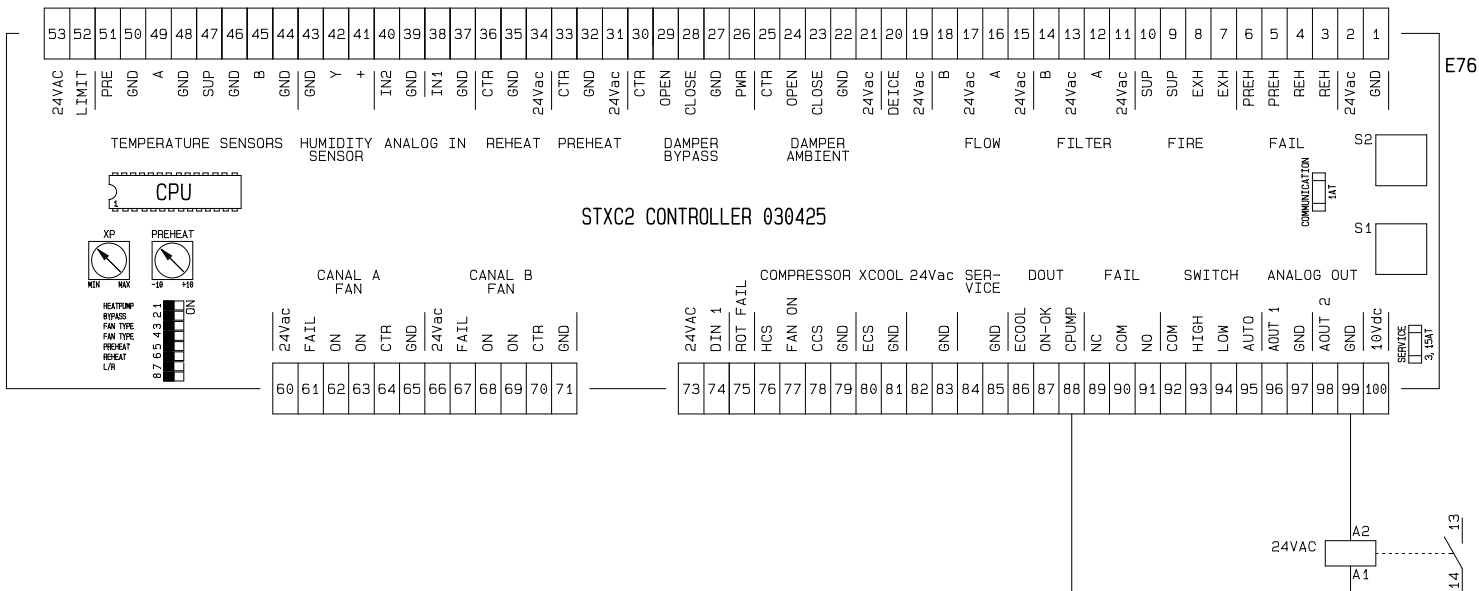 53 52 51 50 49 48 47 46 45 44 43 42 41 40 39 38 37 36 35 34 33 32 31 30 29 28 27 26 25 24 23 22 21 20 19 18 17 16 15 14 13 12 11 10 9 8 7 6 5 4 3 2 1
E76
24VAC LIMIT PRE GND A GND SUP GND B GND GND Y + IN2 GND IN1 GND CTR GND 24Vac CTR GND 24Vac CTR OPEN CLOSE GND PWR CTR OPEN CLOSE GND 24Vac DEICE 24Vac B 24Vac A 24Vac B 24Vac A 24Vac SUP SUP EXH EXH PREH PREH REH REH 24Vac GND
TEMPERATURE SENSORS HUMIDITY SENSOR ANALOG IN REHEAT PREHEAT DAMPER BYPASS DAMPER AMBIENT FLOW FILTER FIRE FAIL
S2
CPU
1
COMMUNICATION
1AT
STXC2 CONTROLLER 030425
S1
XP PREHEAT
MIN MAX -10 +10
HEATPUMP 1
BYPASS 2
FAN TYPE 3
FAN TYPE 4
PREHEAT 5
REHEAT 6
L/R 7
8
ON
CANAL A FAN
CANAL B FAN
COMPRESSOR XCOOL 24Vac SER-VICE DOUT FAIL SWITCH ANALOG OUT
24Vac FAIL ON ON CTR GND 24Vac FAIL ON ON CTR GND
24VAC DIN 1 ROT FAIL HCS FAN ON CCS GND ECS GND GND GND ECOOL ON-OK CPUMP NC COM NO COM HIGH LOW AUTO AOUT 1 GND AOUT 2 GND 10Vdc
SERVICE
3,15AT
60 61 62 63 64 65 66 67 68 69 70 71
73 74 75 76 77 78 79 80 81 82 83 84 85 86 87 88 89 90 91 92 93 94 95 96 97 98 99 100
24VAC
A2
A1
13
14